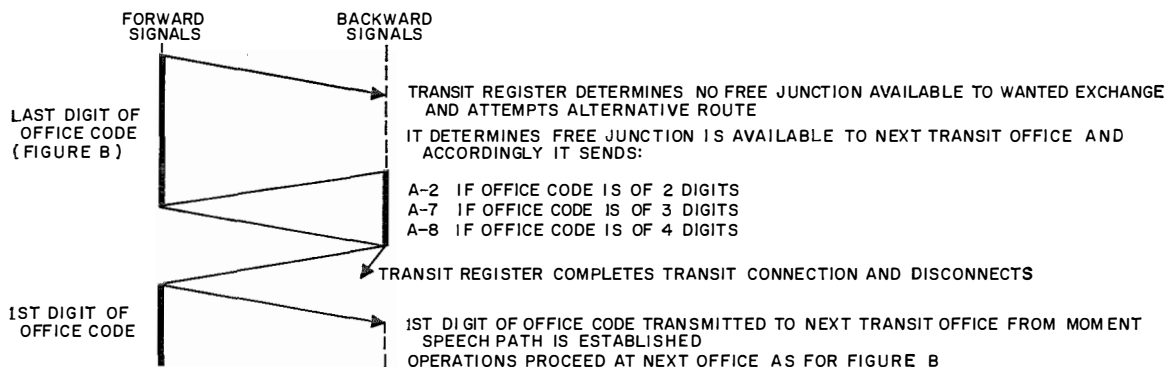 FORWARD
SIGNALS
BACKWARD
SIGNALS
LAST DIGIT OF
OFFICE CODE
(FIGURE B)
TRANSIT REGISTER DETERMINES NO FREE JUNCTION AVAILABLE TO WANTED EXCHANGE
AND ATTEMPTS ALTERNATIVE ROUTE
IT DETERMINES FREE JUNCTION IS AVAILABLE TO NEXT TRANSIT OFFICE AND
ACCORDINGLY IT SENDS:
A-2 IF OFFICE CODE IS OF 2 DIGITS
A-7 IF OFFICE CODE IS OF 3 DIGITS
A-8 IF OFFICE CODE IS OF 4 DIGITS
TRANSIT REGISTER COMPLETES TRANSIT CONNECTION AND DISCONNECTS
1ST DIGIT OF
OFFICE CODE
1ST DIGIT OF OFFICE CODE TRANSMITTED TO NEXT TRANSIT OFFICE FROM MOMENT
SPEECH PATH IS ESTABLISHED
OPERATIONS PROCEED AT NEXT OFFICE AS FOR FIGURE B